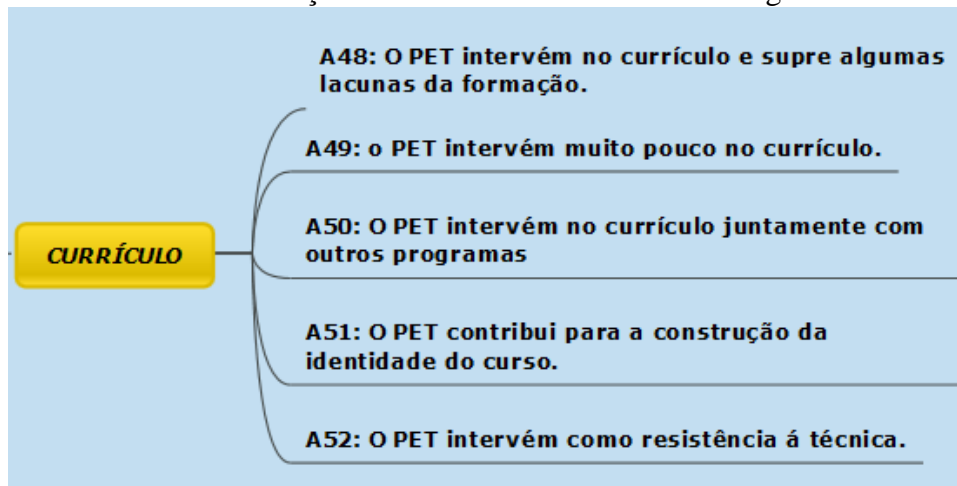 A48: O PET intervém no currículo e supre algumas
lacunas da formação.
A49: o PET intervém muito pouco no currículo.
A50: O PET intervém no currículo juntamente com
outros programas
CURRÍCULO
A51: O PET contribui para a construção da
identidade do curso.
A52: O PET intervém como resistência á técnica.